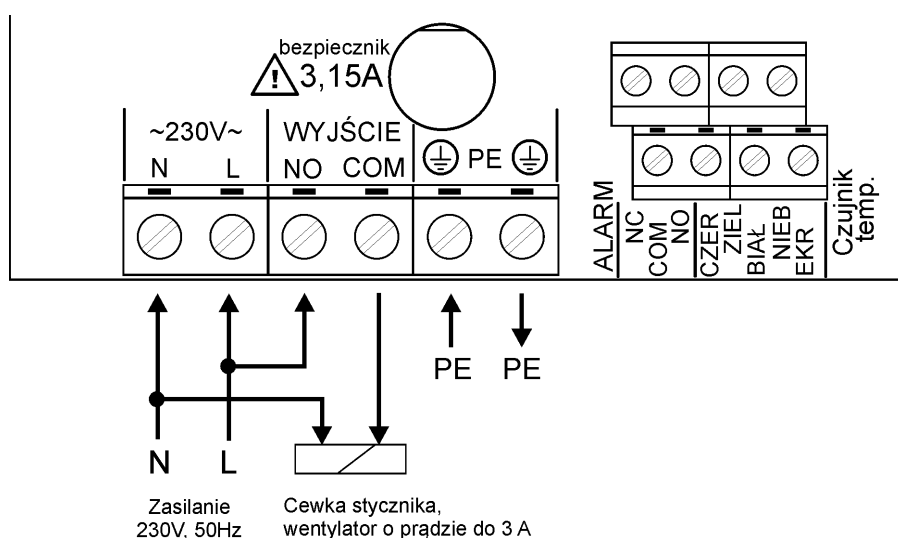 bezpiecznik
3,15A
~230V~ WYJŚCIE
N L NO COM PE
ALARM
NC
COM
NO
CZER
ZIEL
BIAŁ
NIEB
EKR
Czujnik
temp.
PE PE
N L
Zasilanie
230V, 50Hz
Cewka stycznika,
wentylator o prądzie do 3 A